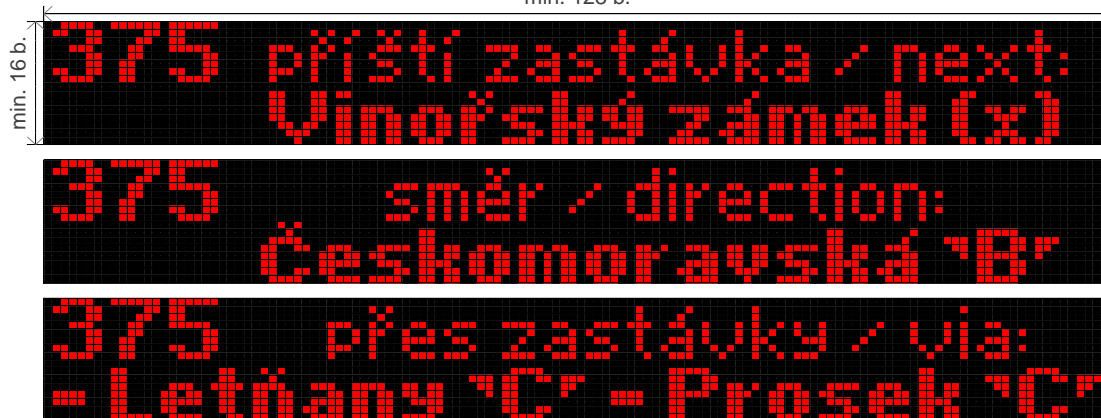 min. 128 b.
min. 16 b.
375 příští zastávka / next:
Vinořský zámek (x)
375 směr / direction:
Českomoravská "B"
375 přes zastávky / via:
- Letňany "C" - Prosek "C"